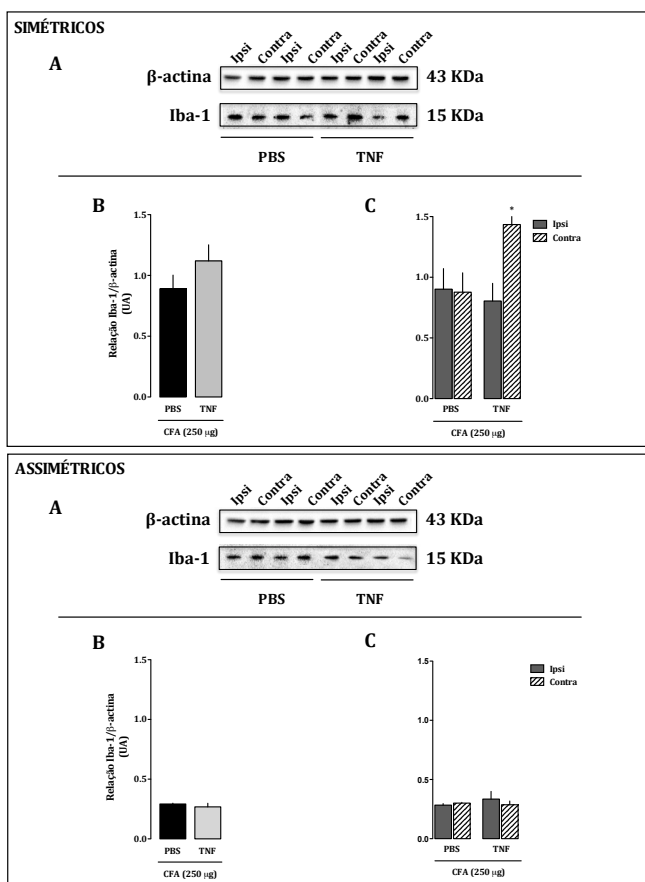 SIMÉTRICOS
A
Ipsi Contra Ipsi Contra Ipsi Contra Ipsi Contra
β-actina 43 KDa
Iba-1 15 KDa
PBS TNF
B
Relação Iba-1/β-actina
(UA)
1.5
1.0
0.5
0.0
PBS TNF
CFA (250 µg)
C
Ipsi
Contra
*
1.5
1.0
0.5
0.0
PBS TNF
CFA (250 µg)
ASSIMÉTRICOS
A
Ipsi Contra Ipsi Contra Ipsi Contra Ipsi Contra
β-actina 43 KDa
Iba-1 15 KDa
PBS TNF
B
Relação Iba-1/β-actina
(UA)
1.5
1.0
0.5
0.0
PBS TNF
CFA (250 µg)
C
Ipsi
Contra
1.5
1.0
0.5
0.0
PBS TNF
CFA (250 µg)